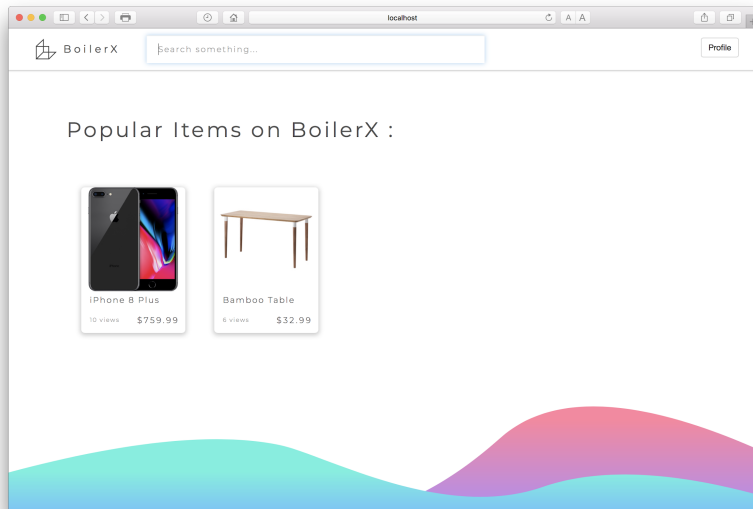 localhost
A A
BoilerX
Search something...
Profile
Popular Items on BoilerX :
iPhone 8 Plus
10 views $759.99
Bamboo Table
6 views $32.99